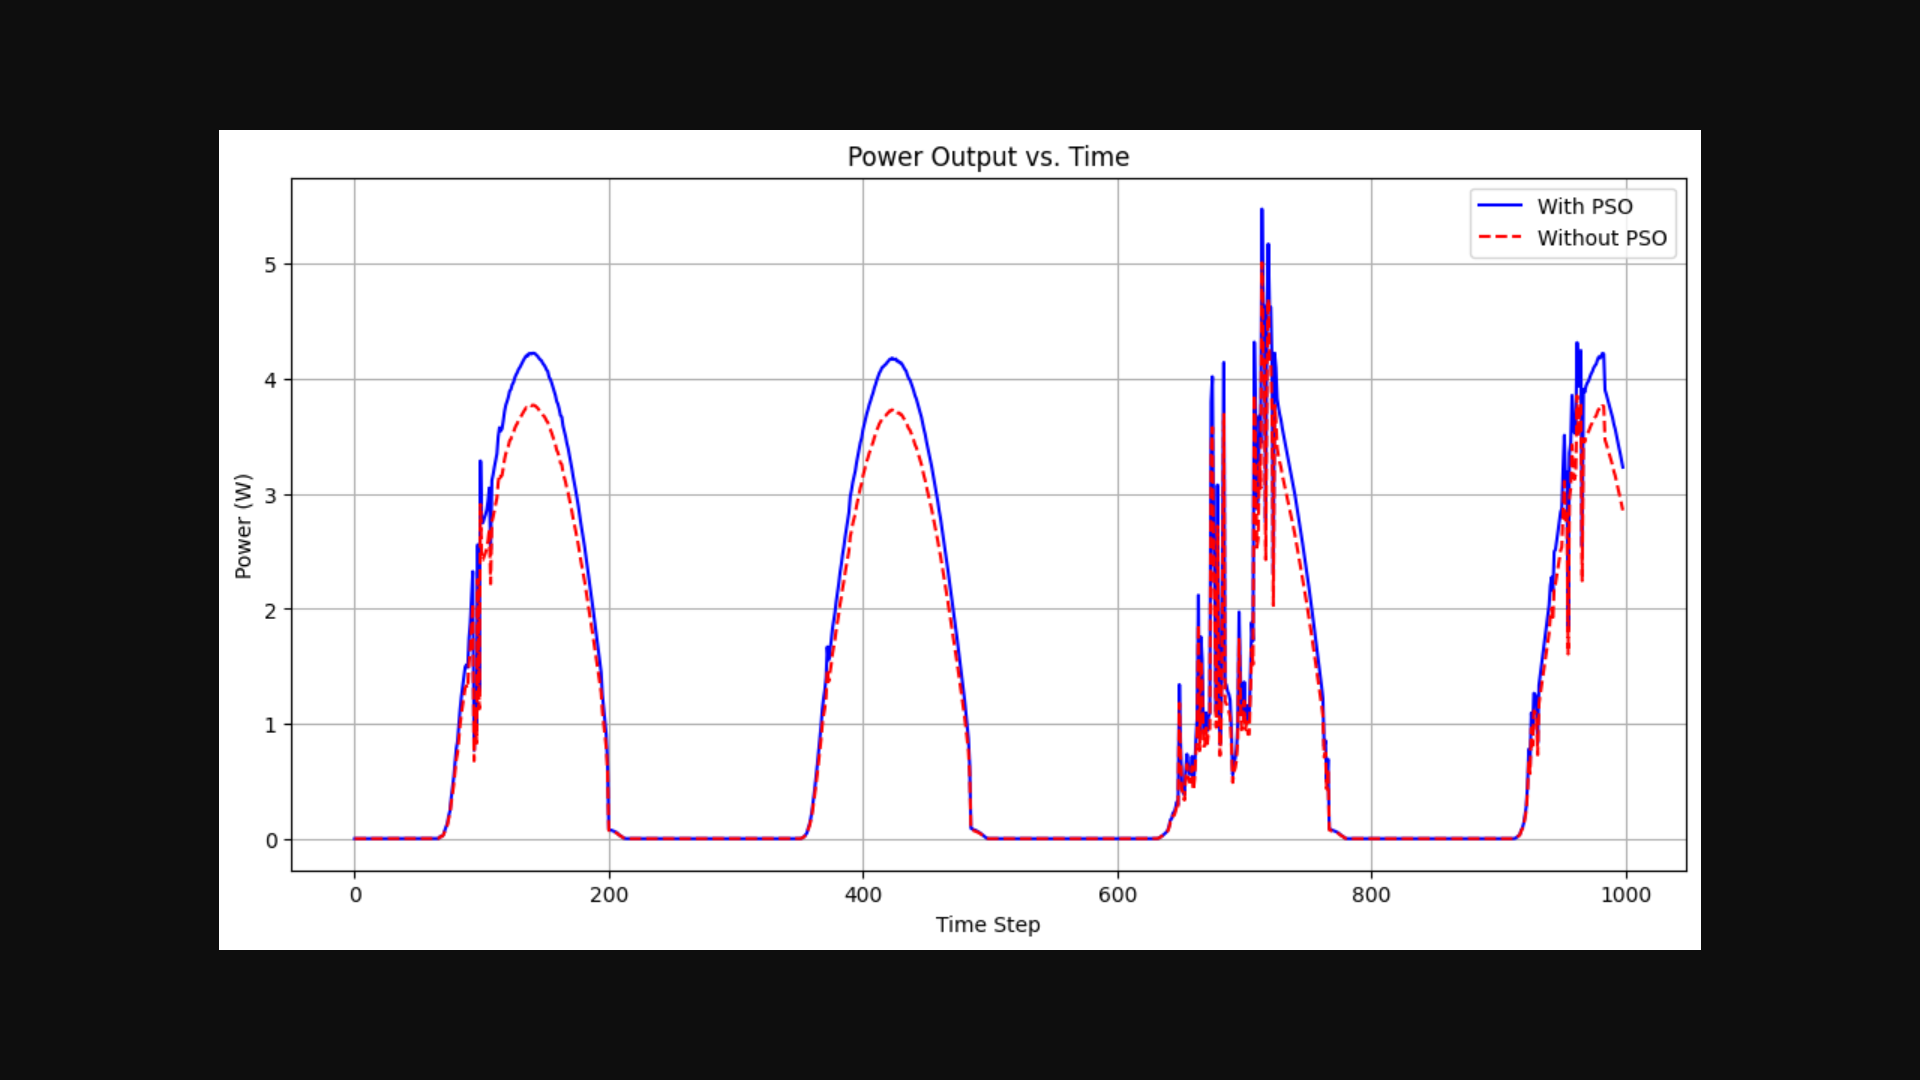 Power Output vs. Time
With PSO
Without PSO
5
4
3
2
1
0
Power (W)
0 200 400 600 800 1000
Time Step